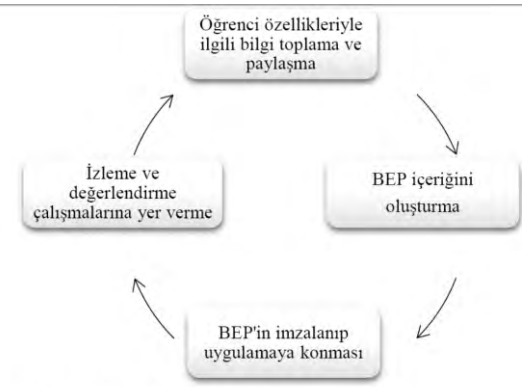 Öğrenci özellikleriyle
ilgili bilgi toplama ve
paylaşma
BEP içeriğini
oluşturma
BEP'in imzalanıp
uygulamaya konması
İzleme ve
değerlendirme
çalışmalarına yer verme